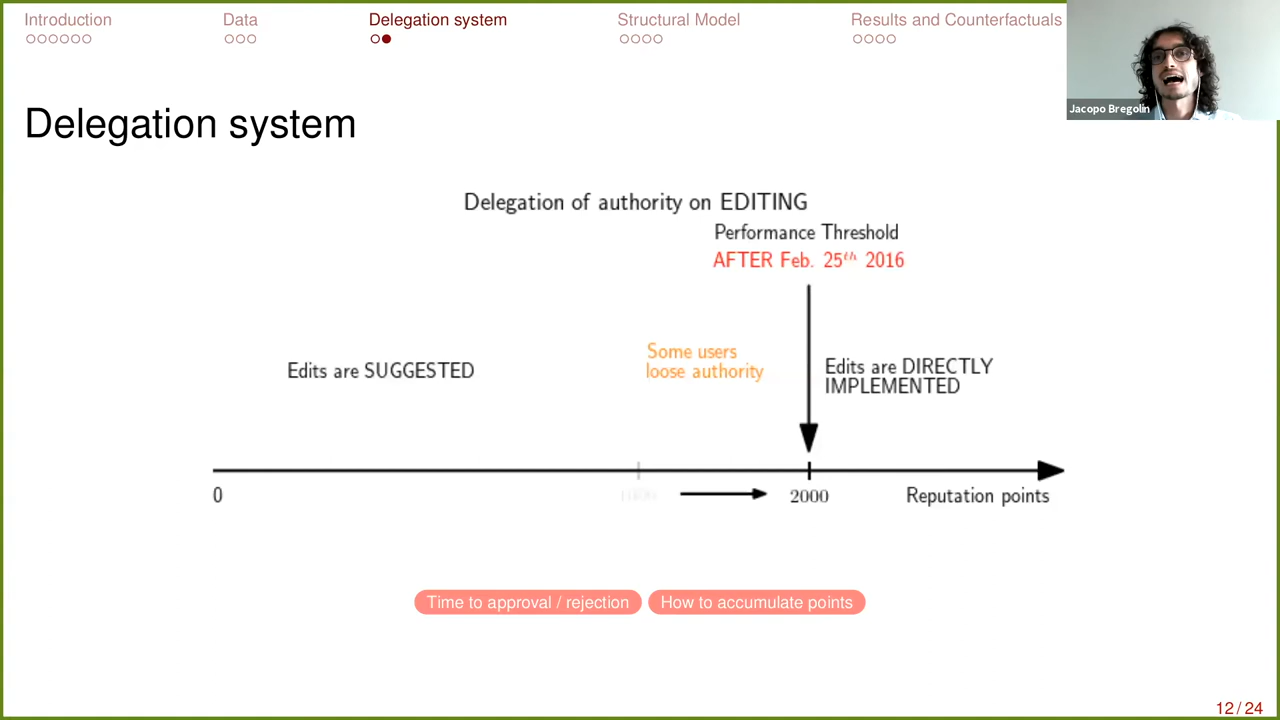 Introduction
Data
Delegation system
Structural Model
Results and Counterfactuals
Jacopo Bregolin
Delegation system
Delegation of authority on EDITING
Performance Threshold
AFTER Feb. 25th 2016
Some users
loose authority
Edits are SUGGESTED
Edits are DIRECTLY
IMPLEMENTED
0
2000
Reputation points
Time to approval / rejection
How to accumulate points
12 / 24